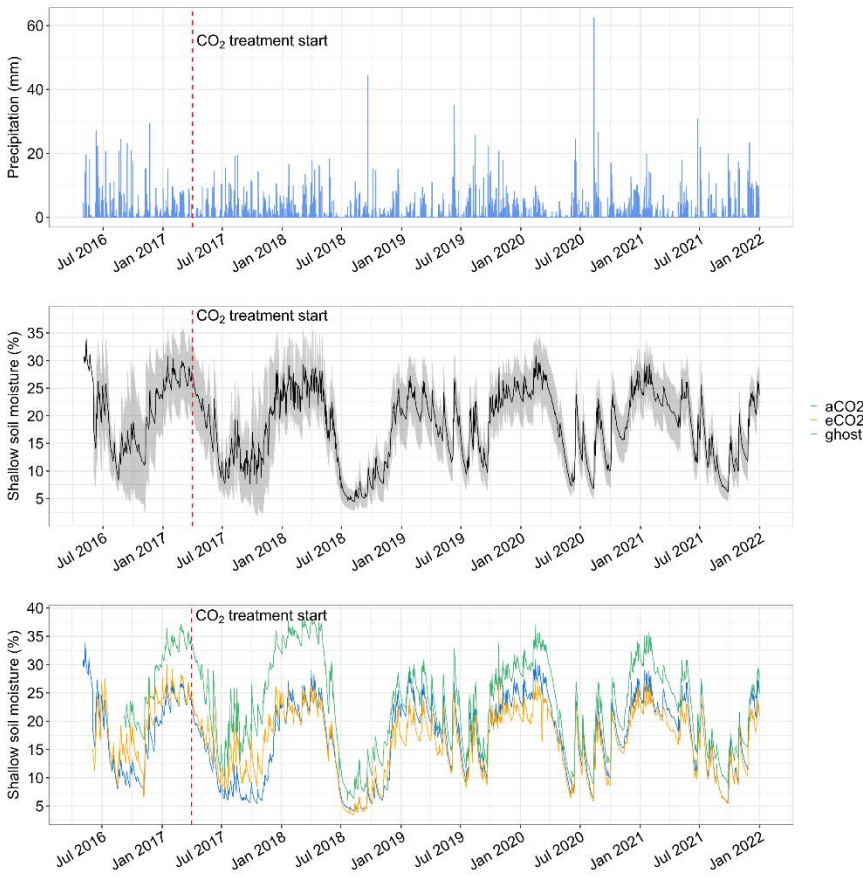 Precipitation (mm)
60
40
20
0
CO₂ treatment start
Jul 2016
Jan 2017
Jul 2017
Jan 2018
Jul 2018
Jan 2019
Jul 2019
Jan 2020
Jul 2020
Jan 2021
Jul 2021
Jan 2022
Shallow soil moisture (%)
35
30
25
20
15
10
5
CO₂ treatment start
Jul 2016
Jan 2017
Jul 2017
Jan 2018
Jul 2018
Jan 2019
Jul 2019
Jan 2020
Jul 2020
Jan 2021
Jul 2021
Jan 2022
aCO2
eCO2
ghost
Shallow soil moisture (%)
40
35
30
25
20
15
10
5
CO₂ treatment start
Jul 2016
Jan 2017
Jul 2017
Jan 2018
Jul 2018
Jan 2019
Jul 2019
Jan 2020
Jul 2020
Jan 2021
Jul 2021
Jan 2022